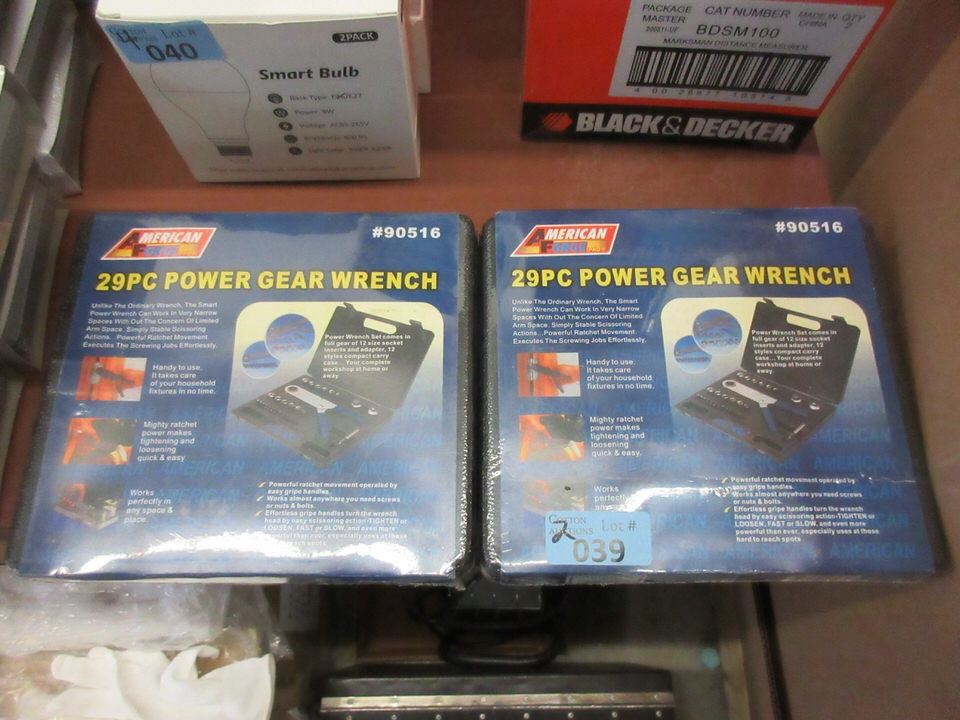 Lot #
040
2PACK
Smart Bulb
Power: 8W
PACKAGE
MASTER
CAT NUMBER
BDSM100
MADE IN
CHINA
QTY
2
MARKSMAN DISTANCE MEASURER
BLACK & DECKER
AMERICAN
FORCE
#90516
29PC POWER GEAR WRENCH
Unlike The Ordinary Wrench, The Smart
Power Wrench Can Work In Very Narrow
Spaces With Out The Concern Of Limited
Arm Space. Simply Stable Scissoring
Actions...Powerful Ratchet Movement
Executes The Screwing Jobs Effortlessly.
Power Wrench Set comes in
full gear of 12 size socket
inserts and adapter, 12
styles compact carry
case... Your complete
workshop at home or
away.
Handy to use.
It takes care
of your household
fixtures in no time.
Mighty ratchet
power makes
tightening and
loosening
quick & easy.
Works
perfectly in
any space &
place.
Powerful ratchet movement operated by
easy gripe handles.
Works almost anywhere you need screws
or nuts & bolts.
Effortless gripe handles turn the wrench
head by easy scissoring action-TIGHTEN or
LOOSEN, FAST or SLOW, and even more
powerful than ever, especially uses at those
hard to reach spots
AMERICAN
FORCE
#90516
29PC POWER GEAR WRENCH
Unlike The Ordinary Wrench, The Smart
Power Wrench Can Work In Very Narrow
Spaces With Out The Concern Of Limited
Arm Space. Simply Stable Scissoring
Actions...Powerful Ratchet Movement
Executes The Screwing Jobs Effortlessly.
Power Wrench Set comes in
full gear of 12 size socket
inserts and adapter, 12
styles compact carry
case... Your complete
workshop at home or
away.
Handy to use.
It takes care
of your household
fixtures in no time.
Mighty ratchet
power makes
tightening and
loosening
quick & easy.
Works
Powerful ratchet movement operated by
easy gripe handles.
Works almost anywhere you need screws
or nuts & bolts.
Effortless gripe handles turn the wrench
head by easy scissoring action-TIGHTEN or
LOOSEN, FAST or SLOW, and even more
powerful than ever, especially uses at those
hard to reach spots
AMERICAN
Lot #
2
039